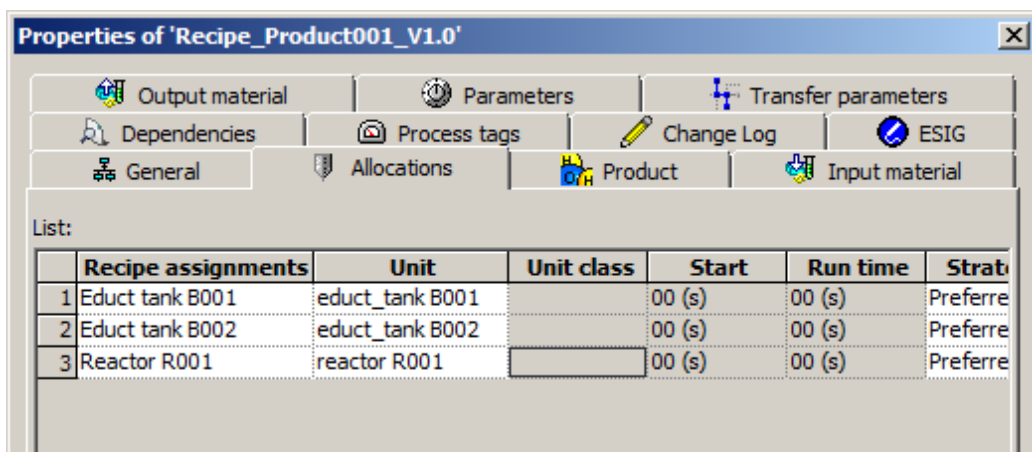 Properties of 'Recipe_Product001_V1.0'
Output material Parameters Transfer parameters
Dependencies Process tags Change Log ESIG
General Allocations Product Input material
List:
Recipe assignments Unit Unit class Start Run time Strate
1 Educt tank B001 educt_tank B001 00 (s) 00 (s) Preferre
2 Educt tank B002 educt_tank B002 00 (s) 00 (s) Preferre
3 Reactor R001 reactor R001 00 (s) 00 (s) Preferre